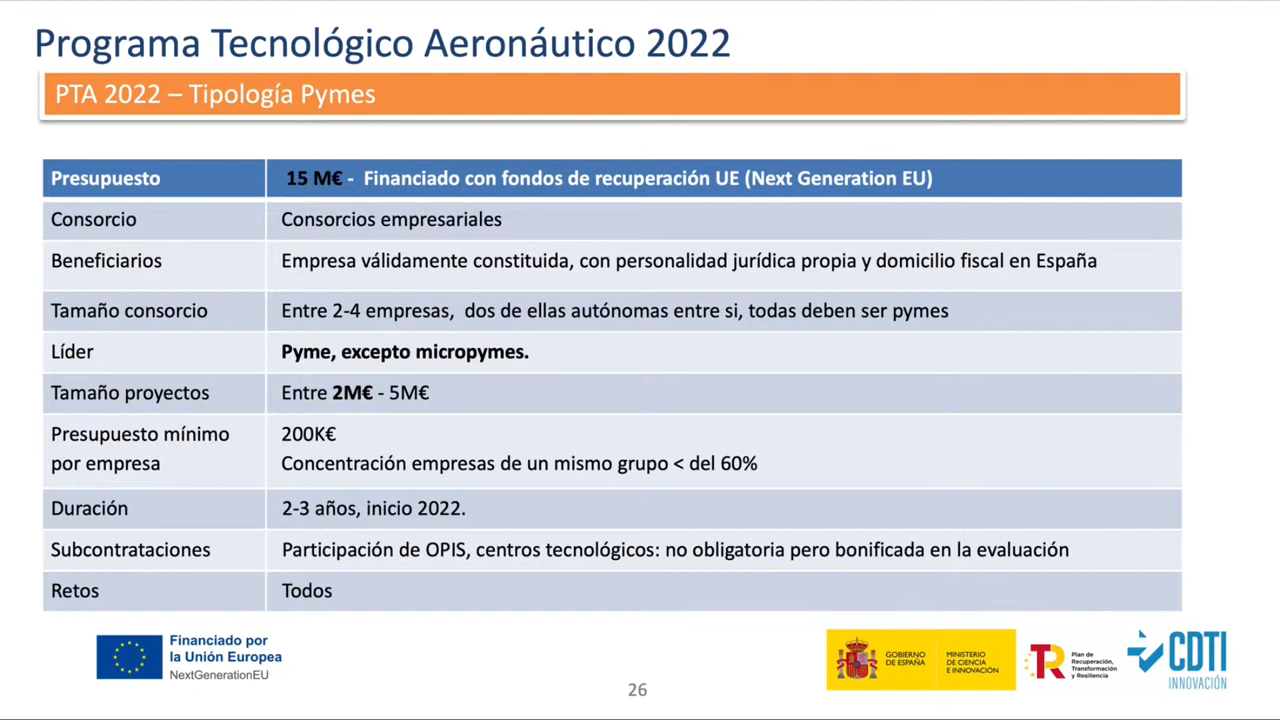 Programa Tecnológico Aeronáutico 2022
PTA 2022 – Tipología Pymes
Presupuesto 15 M€ - Financiado con fondos de recuperación UE (Next Generation EU)
Consorcio Consorcios empresariales
Beneficiarios Empresa válidamente constituida, con personalidad jurídica propia y domicilio fiscal en España
Tamaño consorcio Entre 2-4 empresas, dos de ellas autónomas entre si, todas deben ser pymes
Líder Pyme, excepto micropymes.
Tamaño proyectos Entre 2M€ - 5M€
Presupuesto mínimo 200K€
por empresa Concentración empresas de un mismo grupo < del 60%
Duración 2-3 años, inicio 2022.
Subcontrataciones Participación de OPIS, centros tecnológicos: no obligatoria pero bonificada en la evaluación
Retos Todos
Financiado por
la Unión Europea
NextGenerationEU
26
GOBIERNO
DE ESPAÑA
MINISTERIO
DE CIENCIA
E INNOVACIÓN
TR
Plan de
Recuperación,
Transformación
y Resiliencia
CDTI
INNOVACIÓN